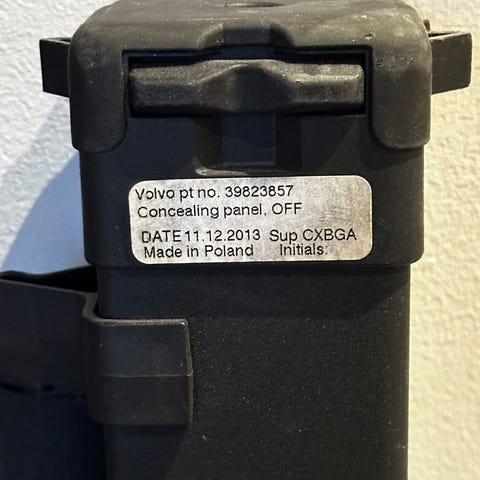 Volvo pt no. 39823857
Concealing panel, OFF
DATE 11.12.2013 Sup CXBGA
Made in Poland Initials: